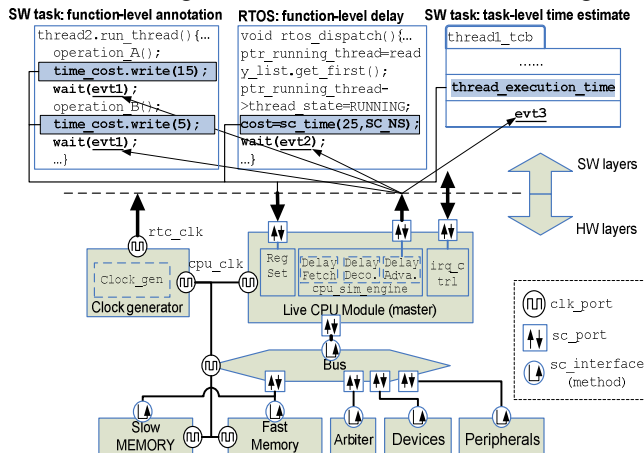 SW task: function-level annotation
thread2.run_thread(){…
operation_A();
time_cost.write(15);
wait(evt1);
operation_B();
time_cost.write(5);
wait(evt1);
…}
RTOS: function-level delay
void rtos_dispatch(){…
ptr_running_thread=read
y_list.get_first();
ptr_running_thread-
>thread_state=RUNNING;
cost=sc_time(25,SC_NS);
wait(evt2);
…}
SW task: task-level time estimate
thread1_tcb
……
thread_execution_time
evt3
SW layers
HW layers
rtc_clk
cpu_clk
Clock_gen
Clock generator
Reg
Set
Delay
Fetch
Delay
Deco.
Delay
Adva.
cpu_sim_engine
irq_c
trl
Live CPU Module (master)
Bus
clk_port
sc_port
sc_interface
(method)
Slow
MEMORY
Fast
Memory
Arbiter
Devices
Peripherals